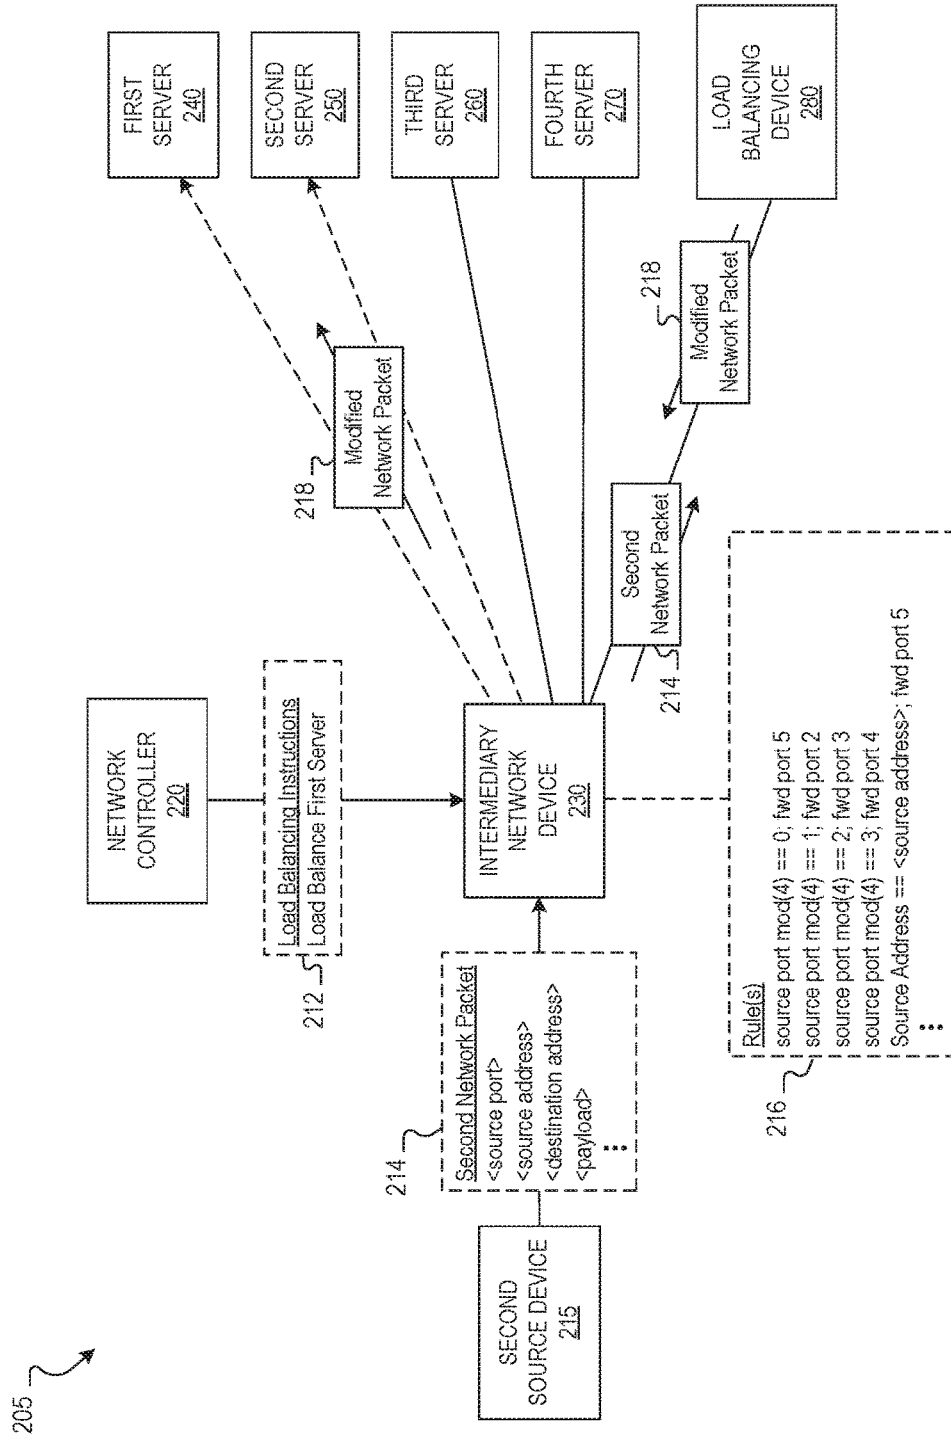 205
NETWORK
CONTROLLER
220
212
Load Balancing Instructions
Load Balance First Server
SECOND
SOURCE DEVICE
215
214
Second Network Packet
<source port>
<source address>
<destination address>
<payload>
⋮
INTERMEDIARY
NETWORK
DEVICE
230
218
Modified
Network Packet
FIRST
SERVER
240
SECOND
SERVER
250
THIRD
SERVER
260
FOURTH
SERVER
270
214
Second
Network Packet
218
Modified
Network Packet
LOAD
BALANCING
DEVICE
280
216
Rule(s)
source port mod(4) == 0; fwd port 5
source port mod(4) == 1; fwd port 2
source port mod(4) == 2; fwd port 3
source port mod(4) == 3; fwd port 4
Source Address == <source address>; fwd port 5
⋮